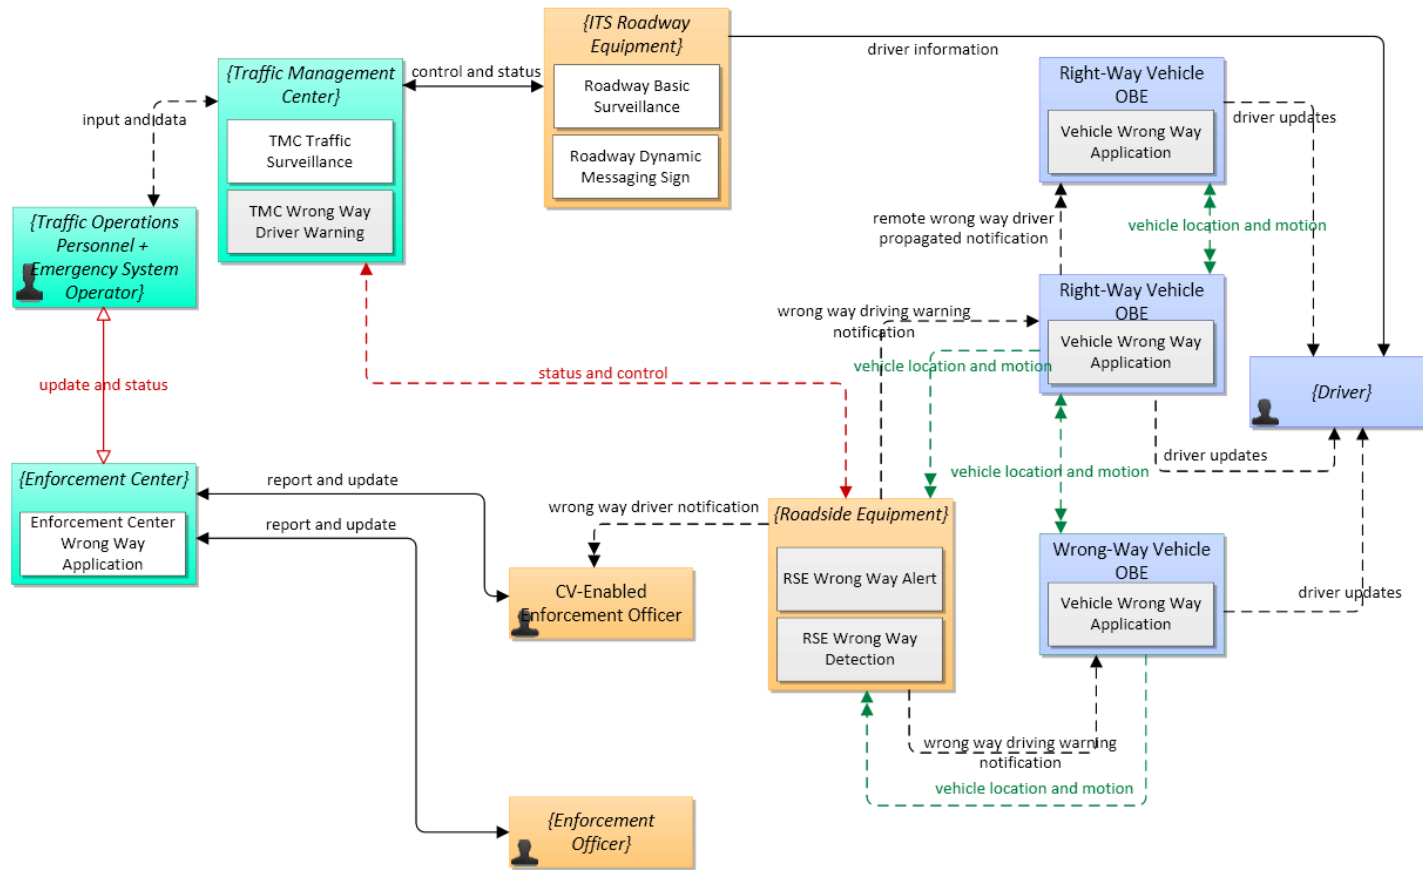 {ITS Roadway
Equipment}
Roadway Basic
Surveillance
Roadway Dynamic
Messaging Sign
driver information
{Traffic Management
Center}
TMC Traffic
Surveillance
TMC Wrong Way
Driver Warning
control and status
input and data
{Traffic Operations
Personnel +
Emergency System
Operator}
update and status
{Enforcement Center}
Enforcement Center
Wrong Way
Application
report and update
report and update
status and control
wrong way driver notification
CV-Enabled
Enforcement Officer
{Enforcement
Officer}
{Roadside Equipment}
RSE Wrong Way Alert
RSE Wrong Way
Detection
Right-Way Vehicle
OBE
Vehicle Wrong Way
Application
driver updates
remote wrong way driver
propagated notification
vehicle location and motion
Right-Way Vehicle
OBE
Vehicle Wrong Way
Application
wrong way driving warning
notification
vehicle location and motion
{Driver}
driver updates
vehicle location and motion
Wrong-Way Vehicle
OBE
Vehicle Wrong Way
Application
driver updates
wrong way driving warning
notification
vehicle location and motion